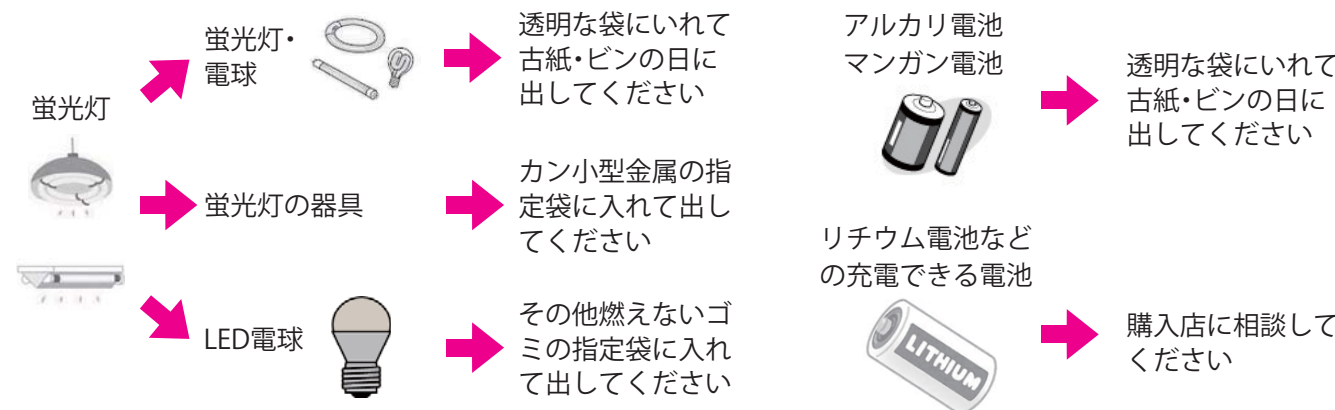 蛍光灯
蛍光灯・
電球
透明な袋にいれて
古紙・ビンの日に
出してください
蛍光灯の器具
カン小型金属の指
定袋に入れて出し
てください
LED電球
その他燃えないゴ
ミの指定袋に入れ
て出してください
アルカリ電池
マンガン電池
透明な袋にいれて
古紙・ビンの日に
出してください
リチウム電池など
の充電できる電池
LITHIUM
購入店に相談して
ください